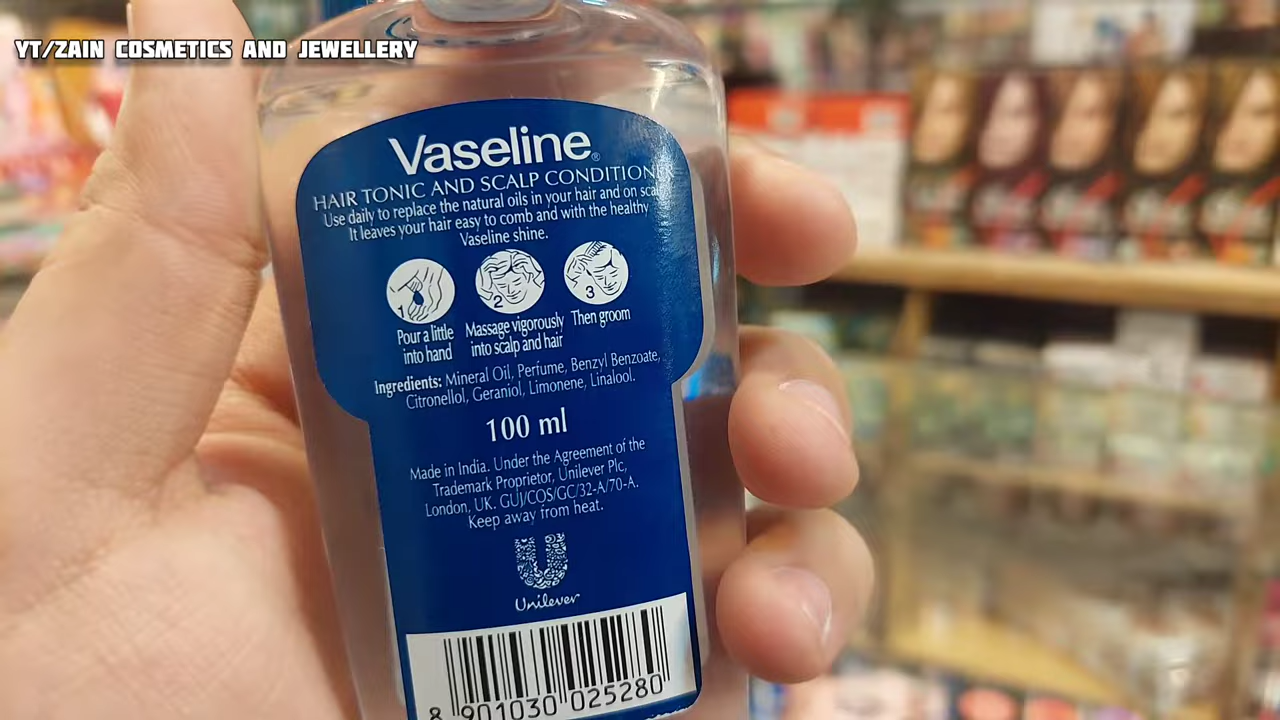 YT/ZAIN COSMETICS AND JEWELLERY
Vaseline®
HAIR TONIC AND SCALP CONDITION
Use daily to replace the natural oils in your hair and on
It leaves your hair easy to comb and with the healthy
Vaseline shine.
1 2 3
Pour a little
into hand
Massage vigorously
into scalp and hair
Then groom
Ingredients: Mineral Oil, Perfume, Benzyl Benzoate,
Citronellol, Geraniol, Limonene, Linalool.
100 ml
Made in India. Under the Agreement of the
Trademark Proprietor, Unilever Plc,
London, UK. GUJ/COS/GC/32-A/70-A.
Keep away from heat.
U
Unilever
8 901030 025280